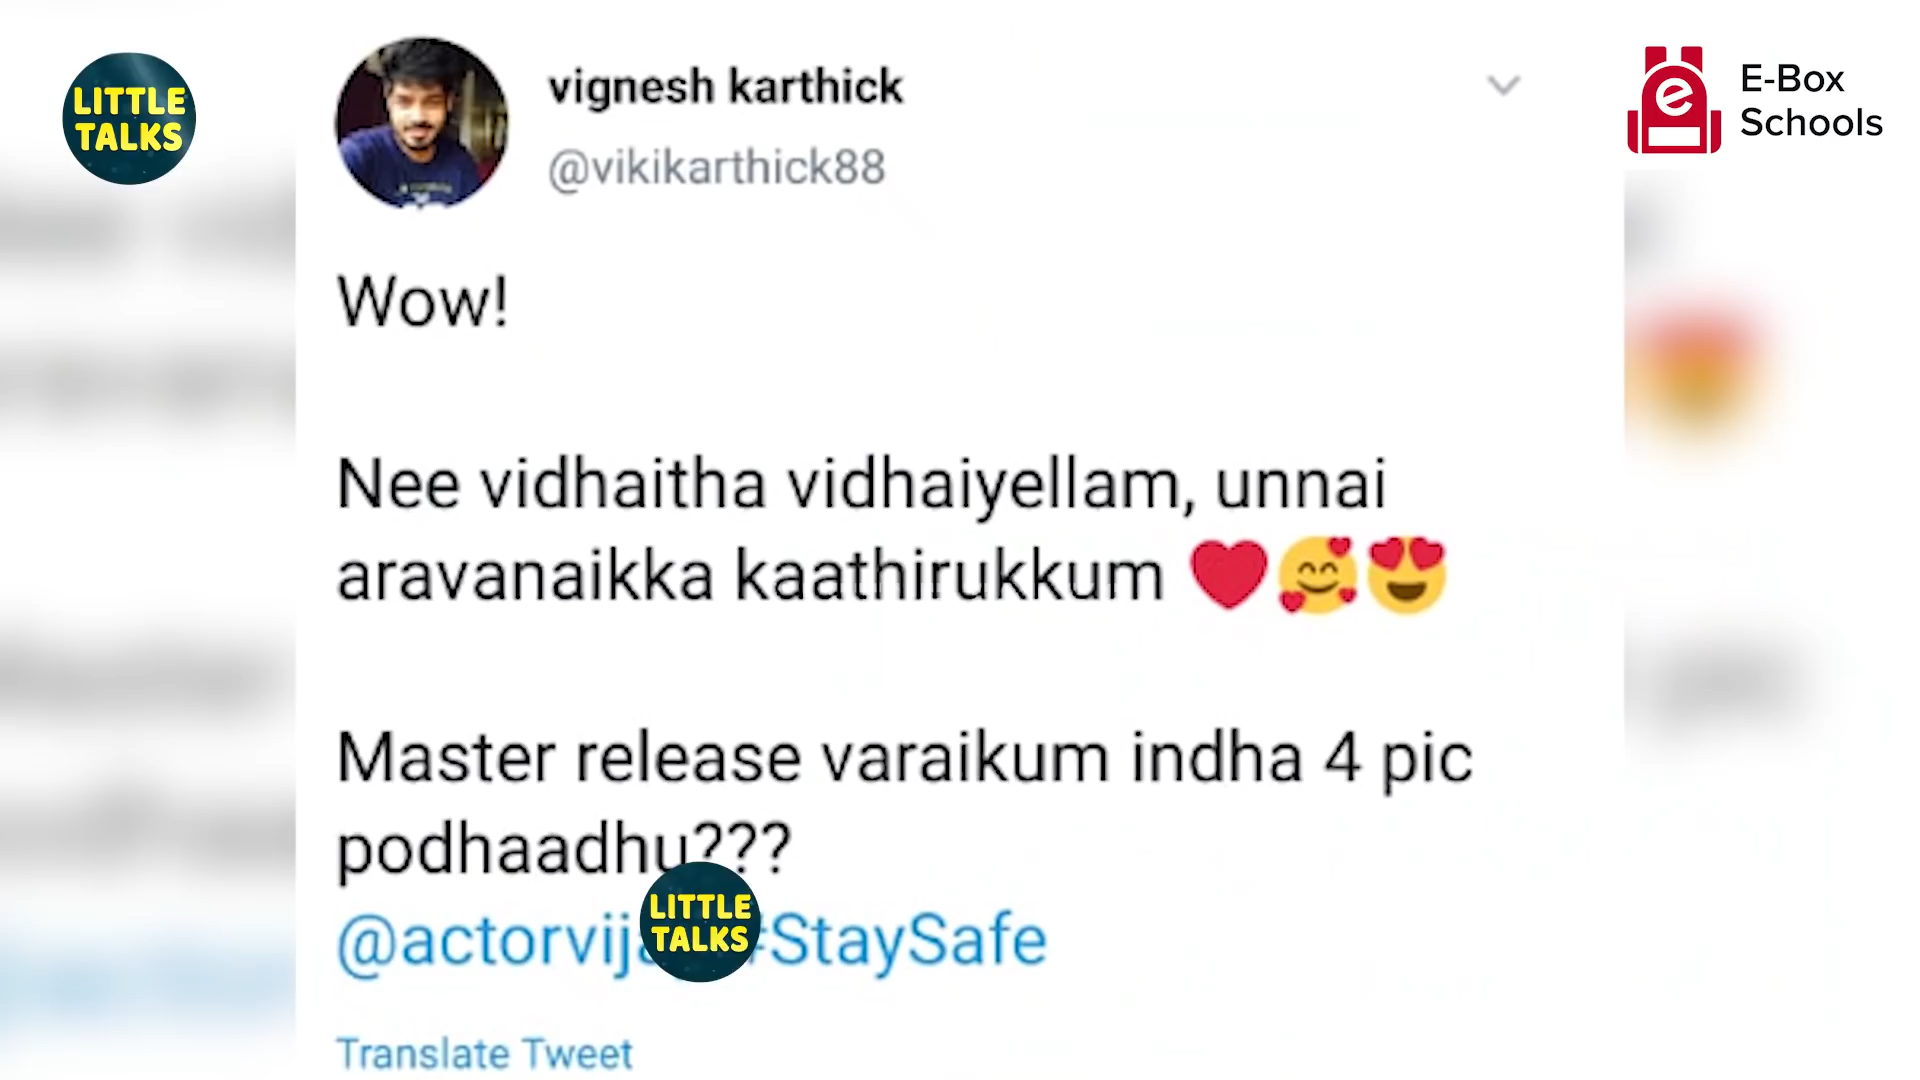 LITTLE
TALKS
vignesh karthick
@vikikarthick88
E-Box
Schools
Wow!
Nee vidhaitha vidhaiyellam, unnai
aravanaikka kaathirukkum ❤️🥰😍
Master release varaikum indha 4 pic
podhaadhu???
#StaySafe
LITTLE
TALKS
Translate Tweet